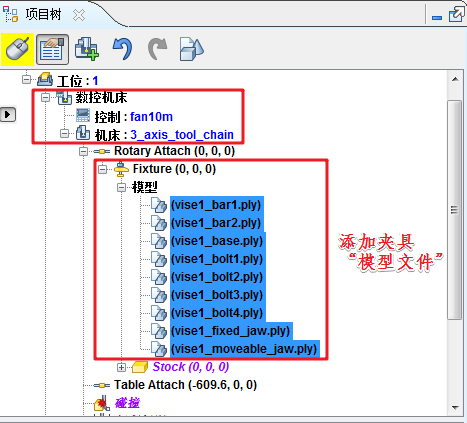 项目树
工位 : 1
数控机床
控制 : fan10m
机床 : 3_axis_tool_chain
Rotary Attach (0, 0, 0)
Fixture (0, 0, 0)
模型
(vise1_bar1.ply)
(vise1_bar2.ply)
(vise1_base.ply)
(vise1_bolt1.ply)
(vise1_bolt2.ply)
(vise1_bolt3.ply)
(vise1_bolt4.ply)
(vise1_fixed_jaw.ply)
(vise1_moveable_jaw.ply)
添加夹具
“模型文件”
Stock (0, 0, 0)
Table Attach (-609.6, 0, 0)
碰撞